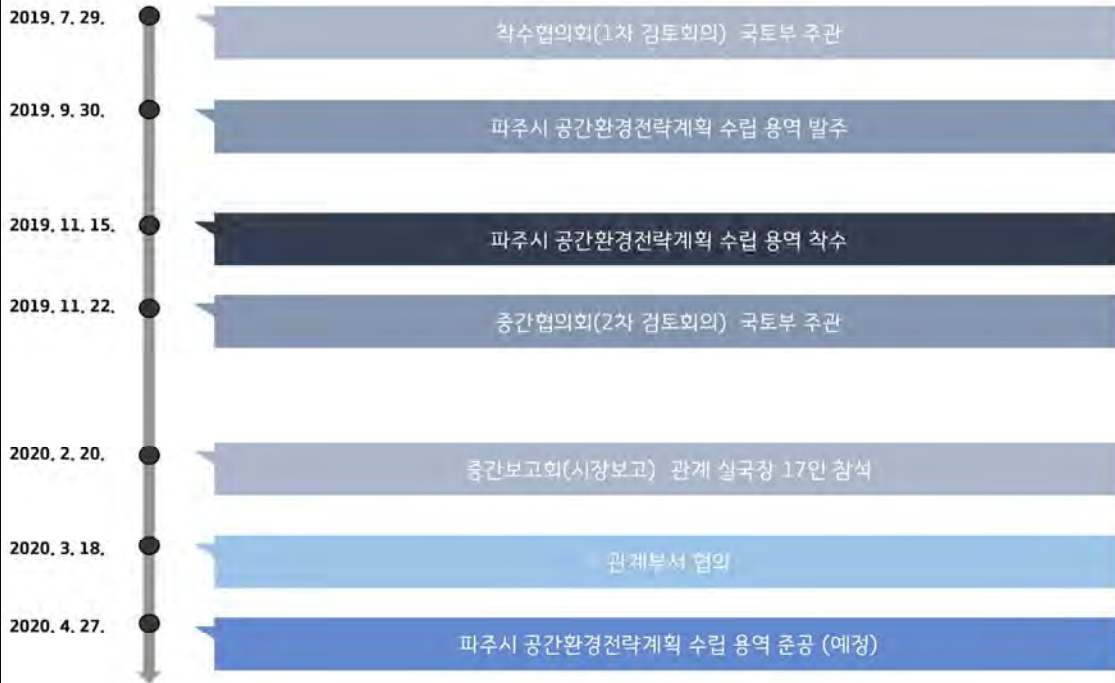 2019. 7. 29.
착수협의회(1차 검토회의) 국토부 주관
2019. 9. 30.
파주시 공간환경전략계획 수립 용역 발주
2019. 11. 15.
파주시 공간환경전략계획 수립 용역 착수
2019. 11. 22.
중간협의회(2차 검토회의) 국토부 주관
2020. 2. 20.
중간보고회(시장보고) 관계 실국장 17인 참석
2020. 3. 18.
관계부서 협의
2020. 4. 27.
파주시 공간환경전략계획 수립 용역 준공 (예정)